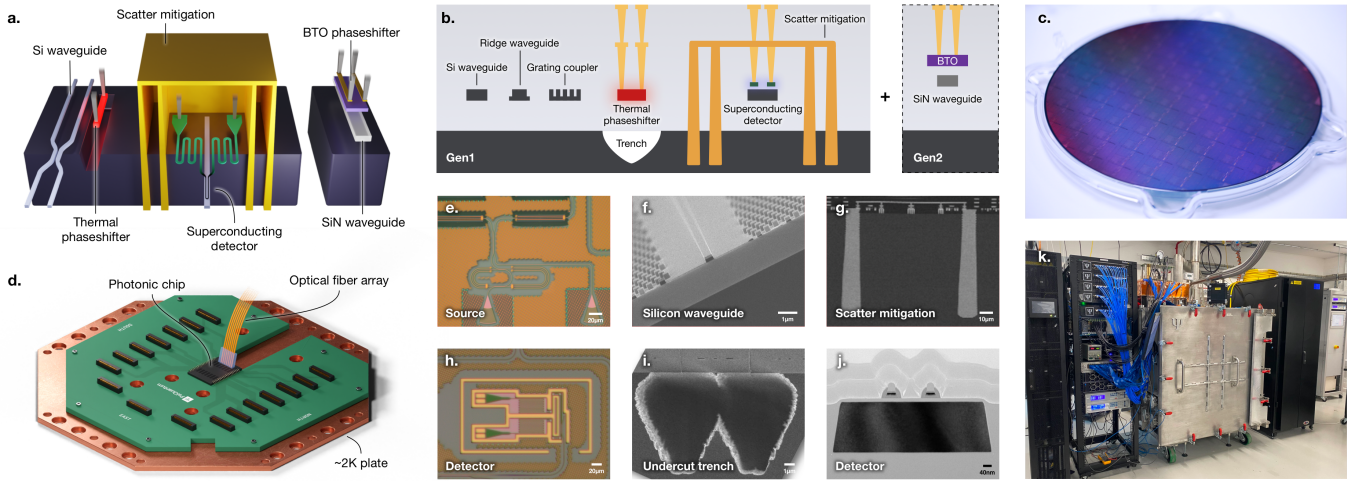 a.
Scatter mitigation
Si waveguide
BTO phaseshifter
Thermal
phaseshifter
Superconducting
detector
SiN waveguide
b.
Scatter mitigation
Ridge waveguide
Si waveguide
Grating coupler
Thermal
phaseshifter
Superconducting
detector
Trench
Gen1
+
BTO
SiN waveguide
Gen2
c.
d.
Photonic chip
Optical fiber array
PsiQuantum
EAST
~2K plate
e.
Source
20μm
f.
Silicon waveguide
1μm
g.
Scatter mitigation
10μm
h.
Detector
20μm
i.
Undercut trench
1μm
j.
Detector
40nm
k.